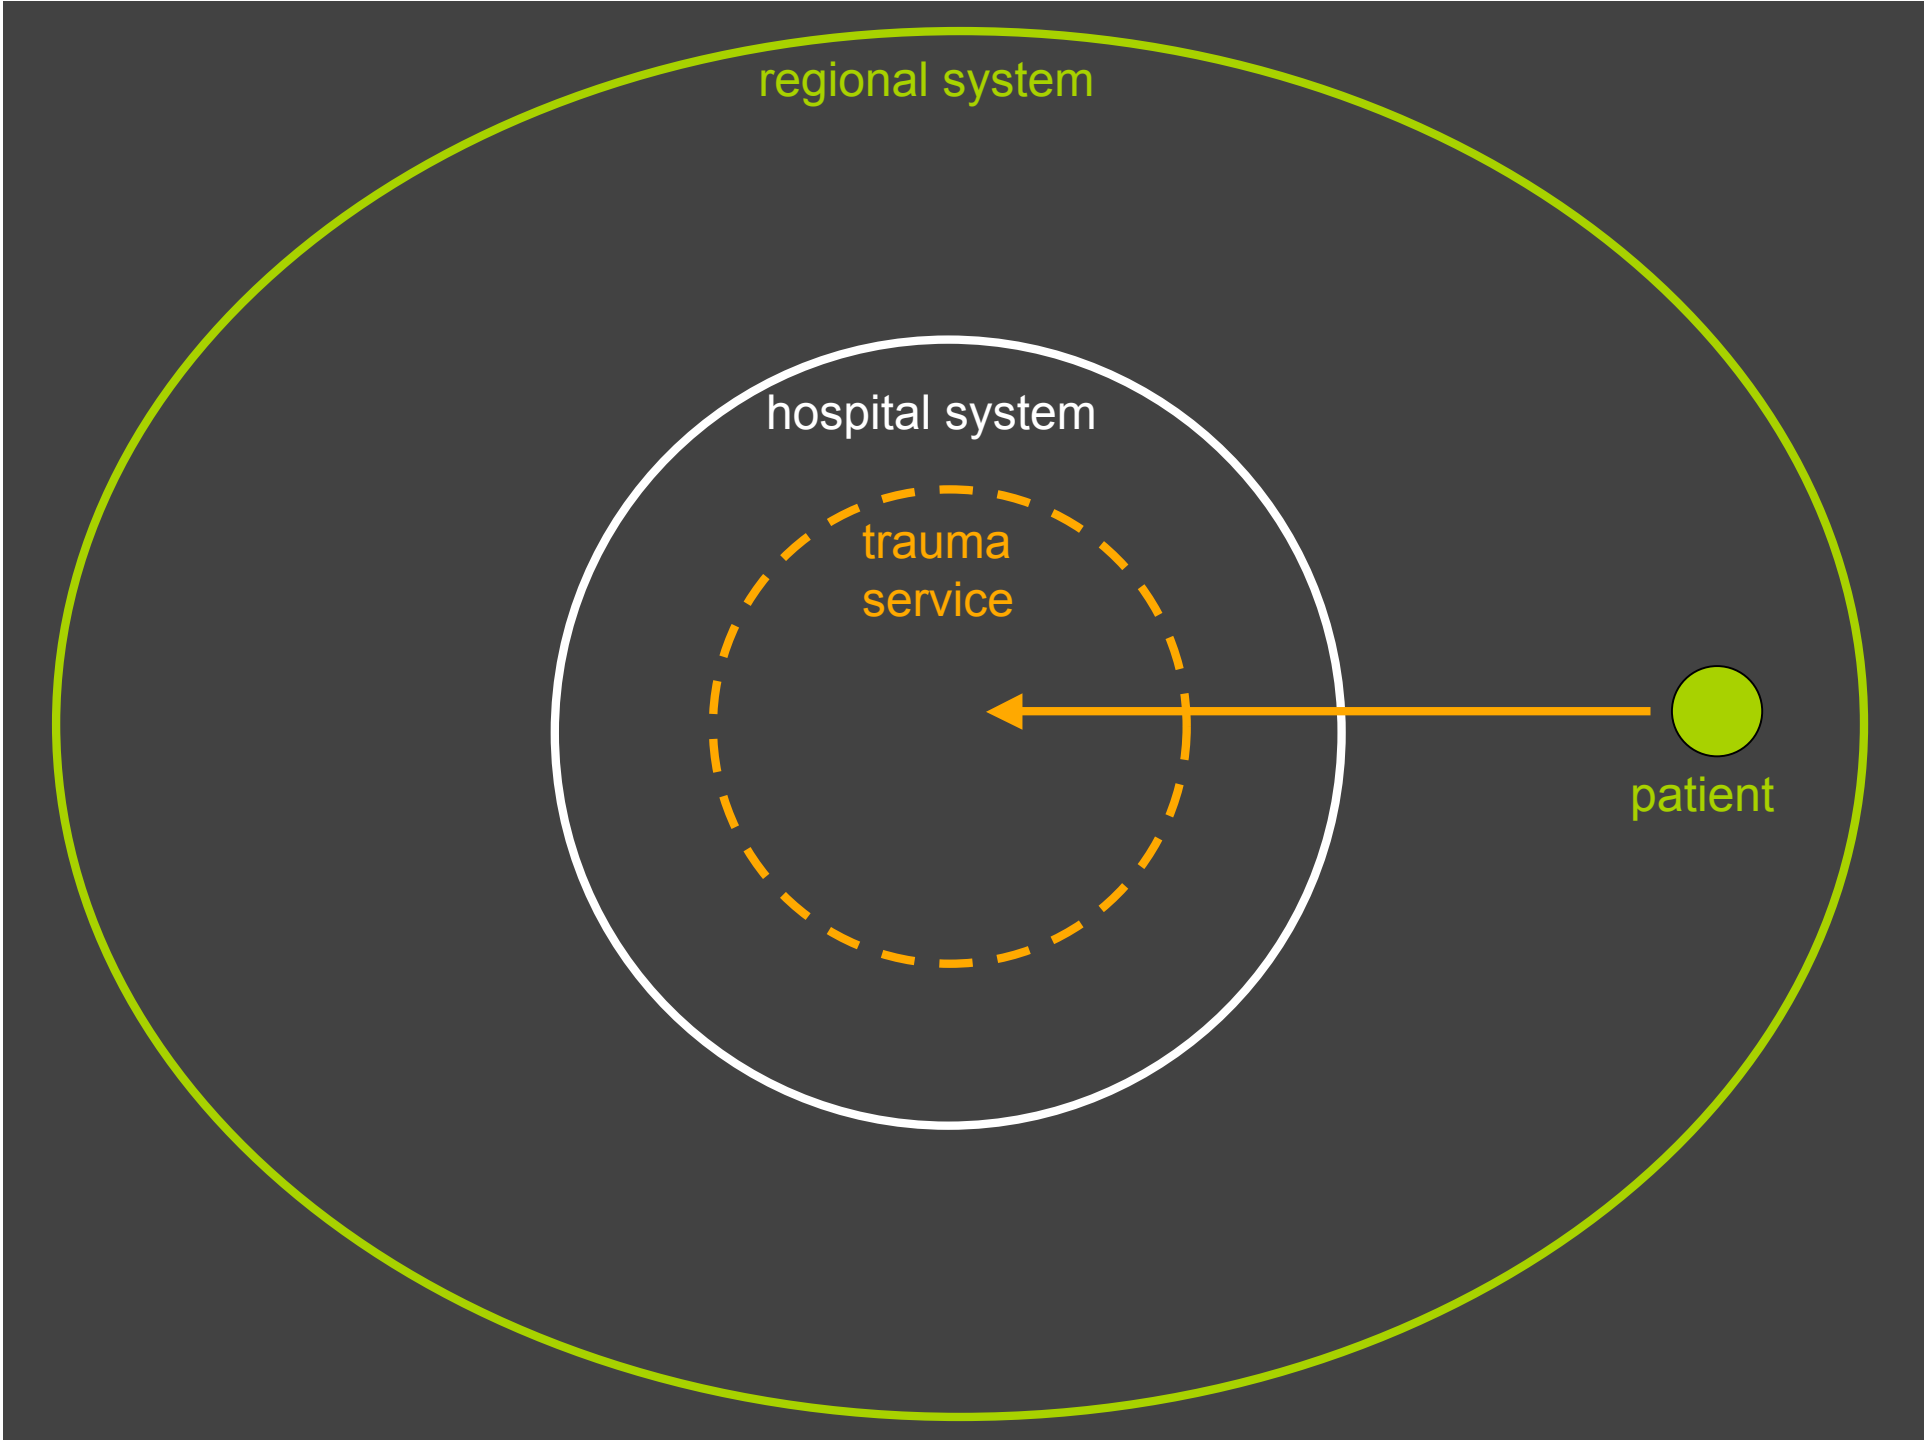 regional system
hospital system
trauma
service
patient